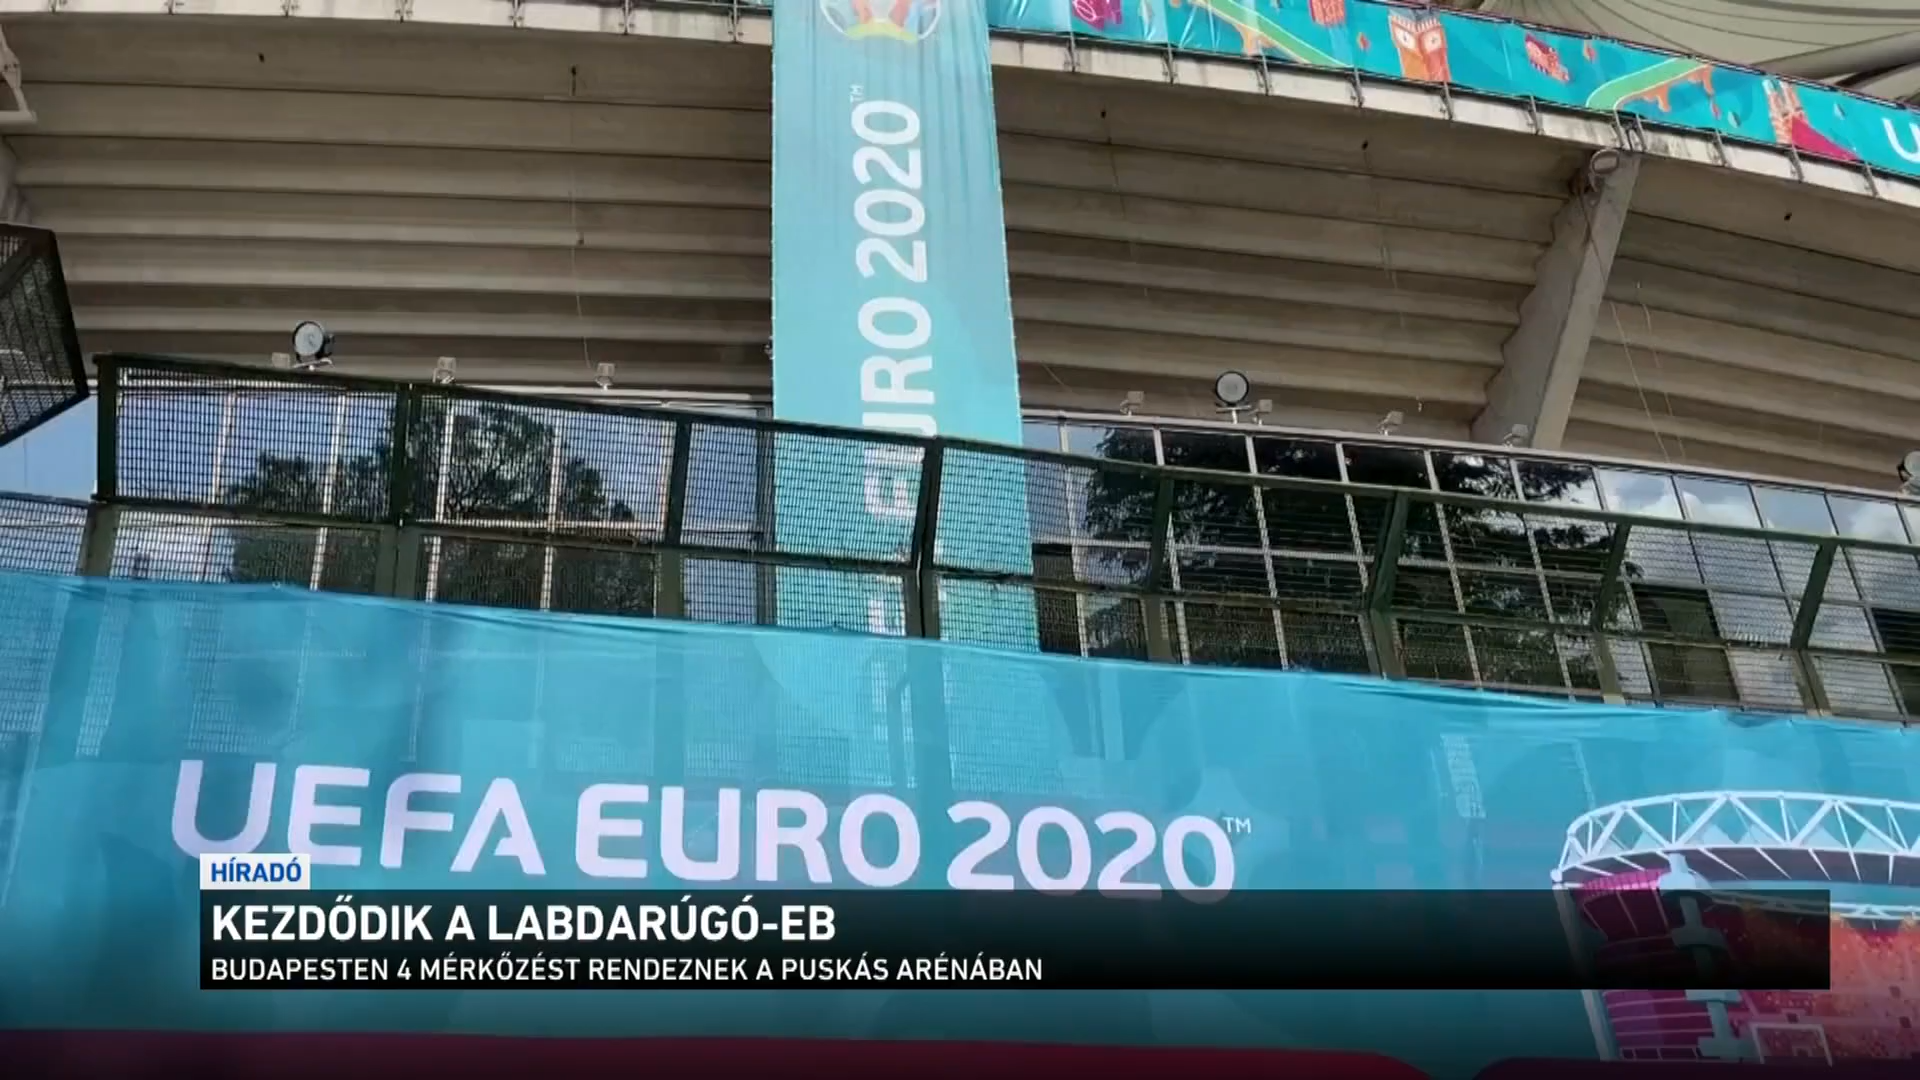 EURO 2020™
U
UEFA EURO 2020™
HÍRADÓ
KEZDŐDIK A LABDARÚGÓ-EB
BUDAPESTEN 4 MÉRKŐZÉST RENDEZNEK A PUSKÁS ARÉNÁBAN